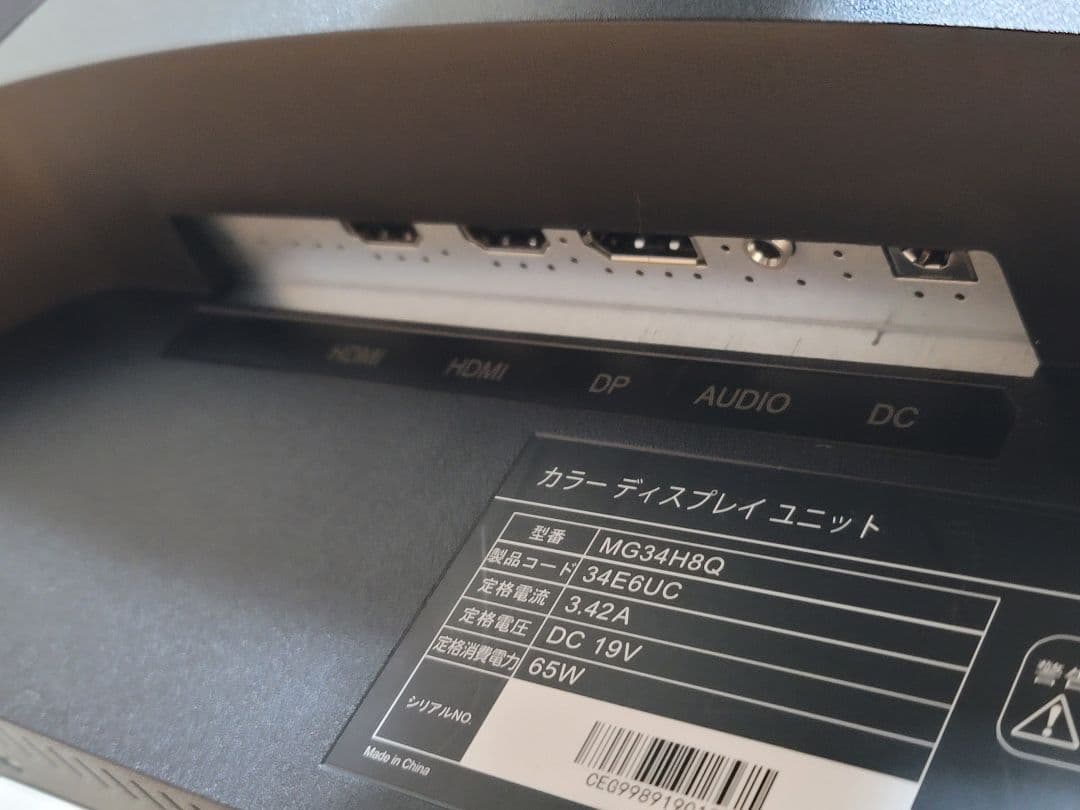 HDMI HDMI DP AUDIO DC
カラー ディスプレイ ユニット
型番 MG34H8Q
製品コード 34E6UC
定格電流 3.42A
定格電圧 DC 19V
定格消費電力 65W
シリアルNO.
Made in China
警告